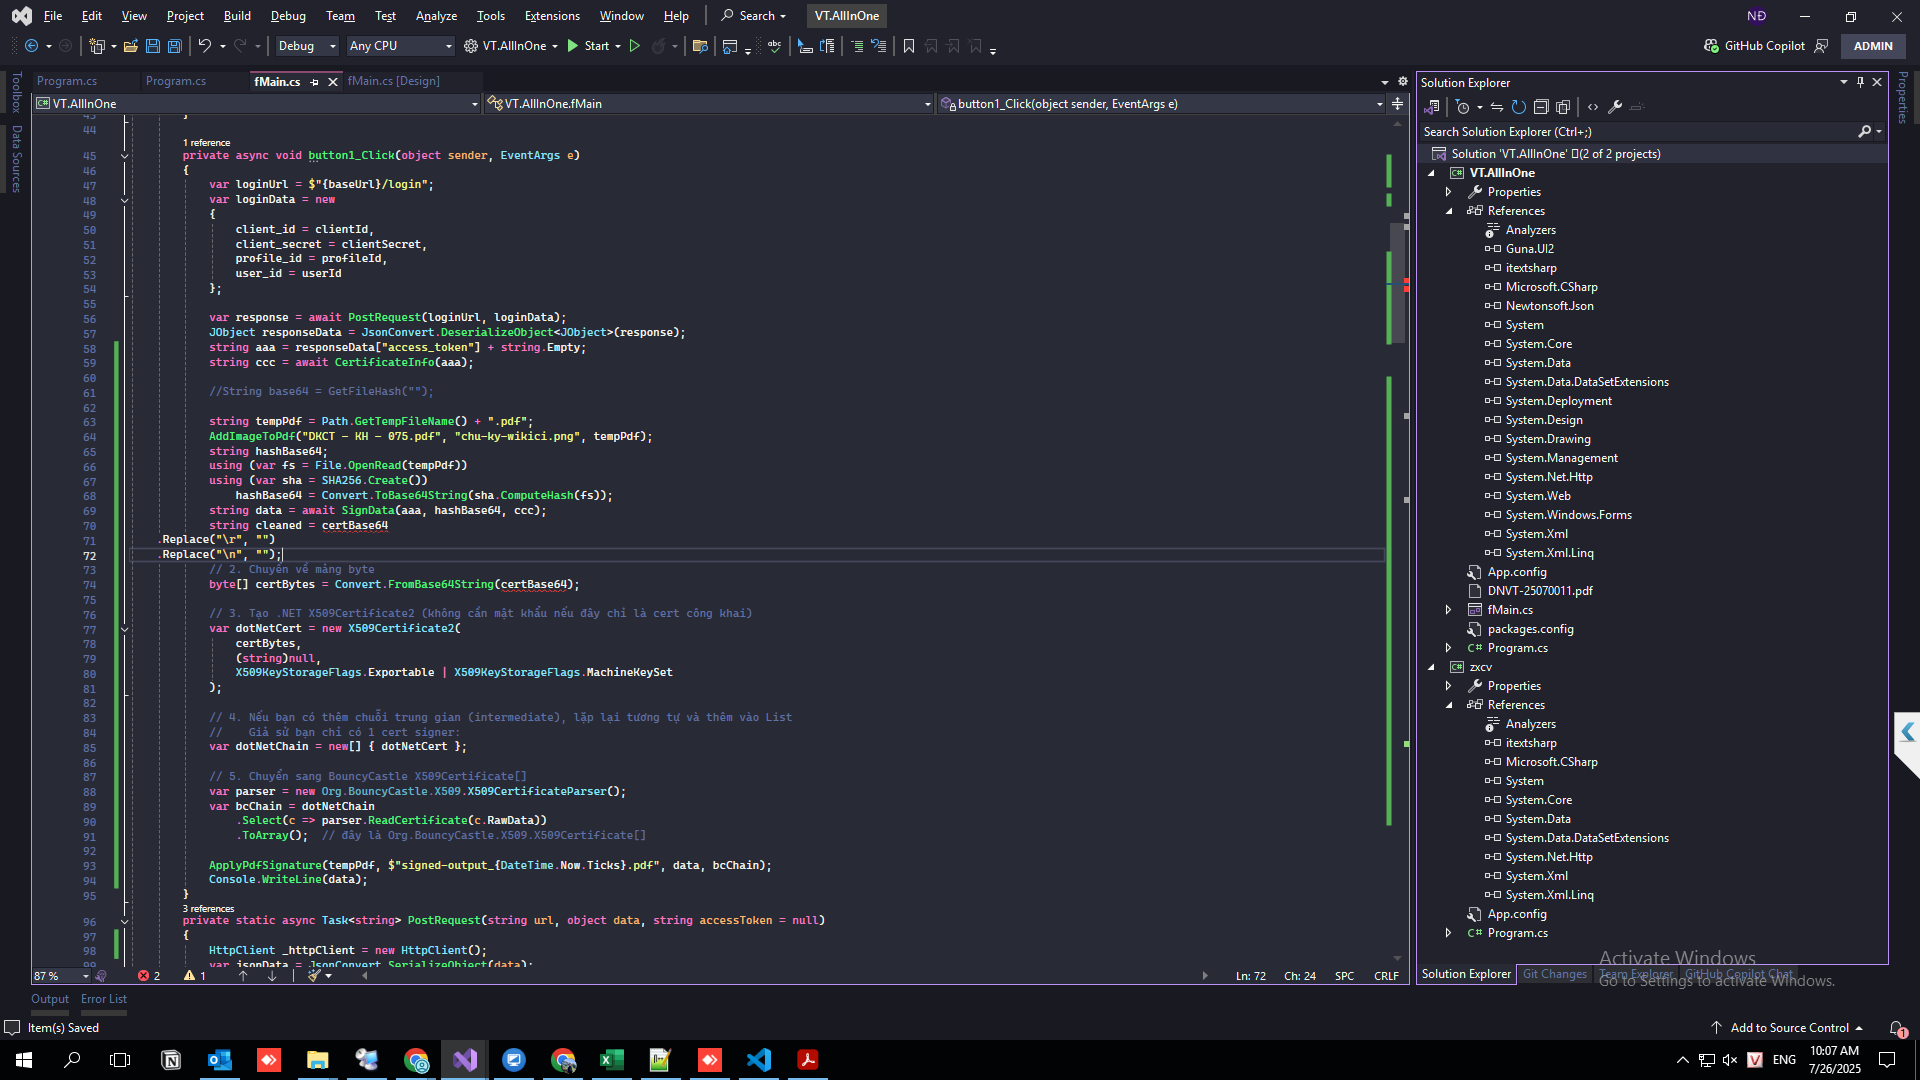 File Edit View Project Build Debug Team Test Analyze Tools Extensions Window Help Search VT.AllInOne NĐ
Debug Any CPU VT.AllInOne Start GitHub Copilot ADMIN
Toolbox
Data Sources
Program.cs Program.cs fMain.cs fMain.cs [Design]
VT.AllInOne VT.AllInOne.fMain button1_Click(object sender, EventArgs e)
43 }
44
1 reference
45 private async void button1_Click(object sender, EventArgs e)
46 {
47 var loginUrl = $"{baseUrl}/login";
48 var loginData = new
49 {
50 client_id = clientId,
51 client_secret = clientSecret,
52 profile_id = profileId,
53 user_id = userId
54 };
55
56 var response = await PostRequest(loginUrl, loginData);
57 JObject responseData = JsonConvert.DeserializeObject<JObject>(response);
58 string aaa = responseData["access_token"] + string.Empty;
59 string ccc = await CertificateInfo(aaa);
60
61 //String base64 = GetFileHash("");
62
63 string tempPdf = Path.GetTempFileName() + ".pdf";
64 AddImageToPdf("DKCT - KH - 075.pdf", "chu-ky-wikici.png", tempPdf);
65 string hashBase64;
66 using (var fs = File.OpenRead(tempPdf))
67 using (var sha = SHA256.Create())
68 hashBase64 = Convert.ToBase64String(sha.ComputeHash(fs));
69 string data = await SignData(aaa, hashBase64, ccc);
70 string cleaned = certBase64
71 .Replace("\r", "")
72 .Replace("\n", "");
73 // 2. Chuyển về mảng byte
74 byte[] certBytes = Convert.FromBase64String(certBase64);
75
76 // 3. Tạo .NET X509Certificate2 (không cần mật khẩu nếu đây chỉ là cert công khai)
77 var dotNetCert = new X509Certificate2(
78 certBytes,
79 (string)null,
80 X509KeyStorageFlags.Exportable | X509KeyStorageFlags.MachineKeySet
81 );
82
83 // 4. Nếu bạn có thêm chuỗi trung gian (intermediate), lặp lại tương tự và thêm vào List
84 // Giả sử bạn chỉ có 1 cert signer:
85 var dotNetChain = new[] { dotNetCert };
86
87 // 5. Chuyển sang BouncyCastle X509Certificate[]
88 var parser = new Org.BouncyCastle.X509.X509CertificateParser();
89 var bcChain = dotNetChain
90 .Select(c => parser.ReadCertificate(c.RawData))
91 .ToArray(); // đây là Org.BouncyCastle.X509.X509Certificate[]
92
93 ApplyPdfSignature(tempPdf, $"signed-output_{DateTime.Now.Ticks}.pdf", data, bcChain);
94 Console.WriteLine(data);
95 }
3 references
96 private static async Task<string> PostRequest(string url, object data, string accessToken = null)
97 {
98 HttpClient _httpClient = new HttpClient();
99 var jsonData = JsonConvert.SerializeObject(data);
87 % 2 1 Ln: 72 Ch: 24 SPC CRLF
Output Error List
Item(s) Saved
Solution Explorer
Search Solution Explorer (Ctrl+;)
Solution 'VT.AllInOne' (2 of 2 projects)
VT.AllInOne
Properties
References
Analyzers
Guna.UI2
itextsharp
Microsoft.CSharp
Newtonsoft.Json
System
System.Core
System.Data
System.Data.DataSetExtensions
System.Deployment
System.Design
System.Drawing
System.Management
System.Net.Http
System.Web
System.Windows.Forms
System.Xml
System.Xml.Linq
App.config
DNVT-25070011.pdf
fMain.cs
packages.config
Program.cs
zxcv
Properties
References
Analyzers
itextsharp
Microsoft.CSharp
System
System.Core
System.Data
System.Data.DataSetExtensions
System.Net.Http
System.Xml
System.Xml.Linq
App.config
Program.cs
Solution Explorer Git Changes Team Explorer GitHub Copilot Chat
Properties
Activate Windows
Go to Settings to activate Windows.
Add to Source Control 1
V ENG 10:07 AM
7/26/2025